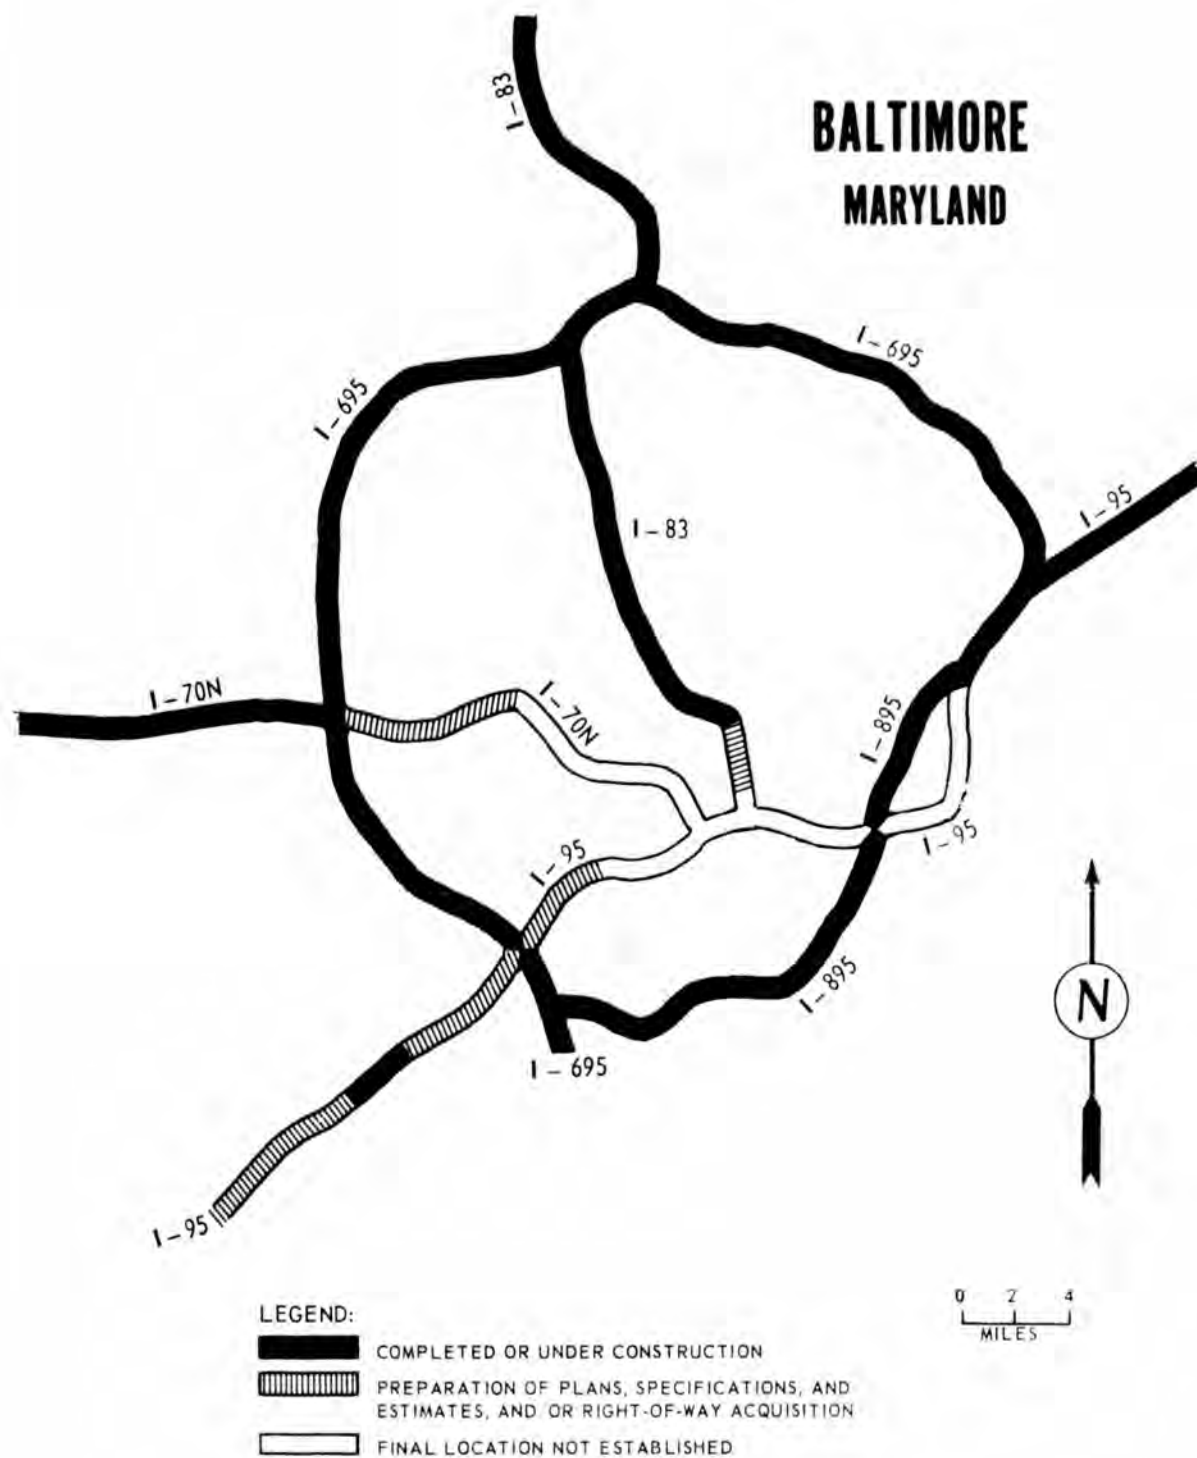 BALTIMORE
MARYLAND
I-83
I-695
I-695
I-95
I-83
I-70N
I-70N
I-895
I-95
I-95
I-895
N
I-695
I-95
0 2 4
MILES
LEGEND:
COMPLETED OR UNDER CONSTRUCTION
PREPARATION OF PLANS, SPECIFICATIONS, AND
ESTIMATES, AND OR RIGHT-OF-WAY ACQUISITION
FINAL LOCATION NOT ESTABLISHED